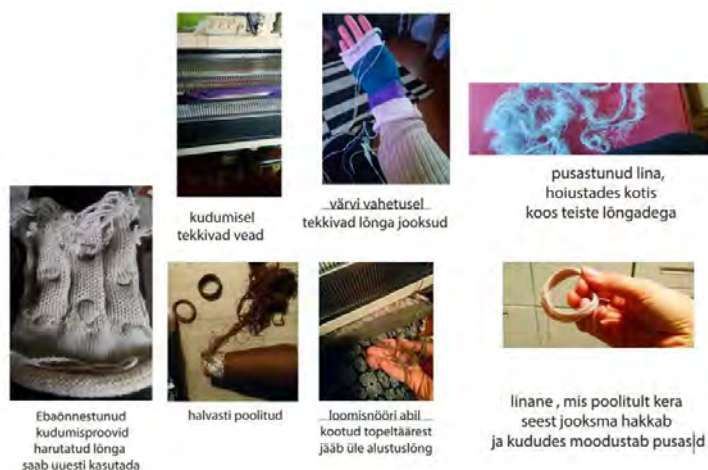 kudumisel
tekkivad vead
värvi vahetusel
tekkivad lõnga jooksud
pusastunud lina,
hoiustades kotis
koos teiste lõngadega
Ebaõnnestunud
kudumisproovid
harutatud lõnga
saab uuesti kasutada
halvasti poolitud
loomisnööri abil
kootud topeltäärest
jääb üle alustuslõng
linane , mis poolitult kera
seest jooksma hakkab
ja kududes moodustab pusasid